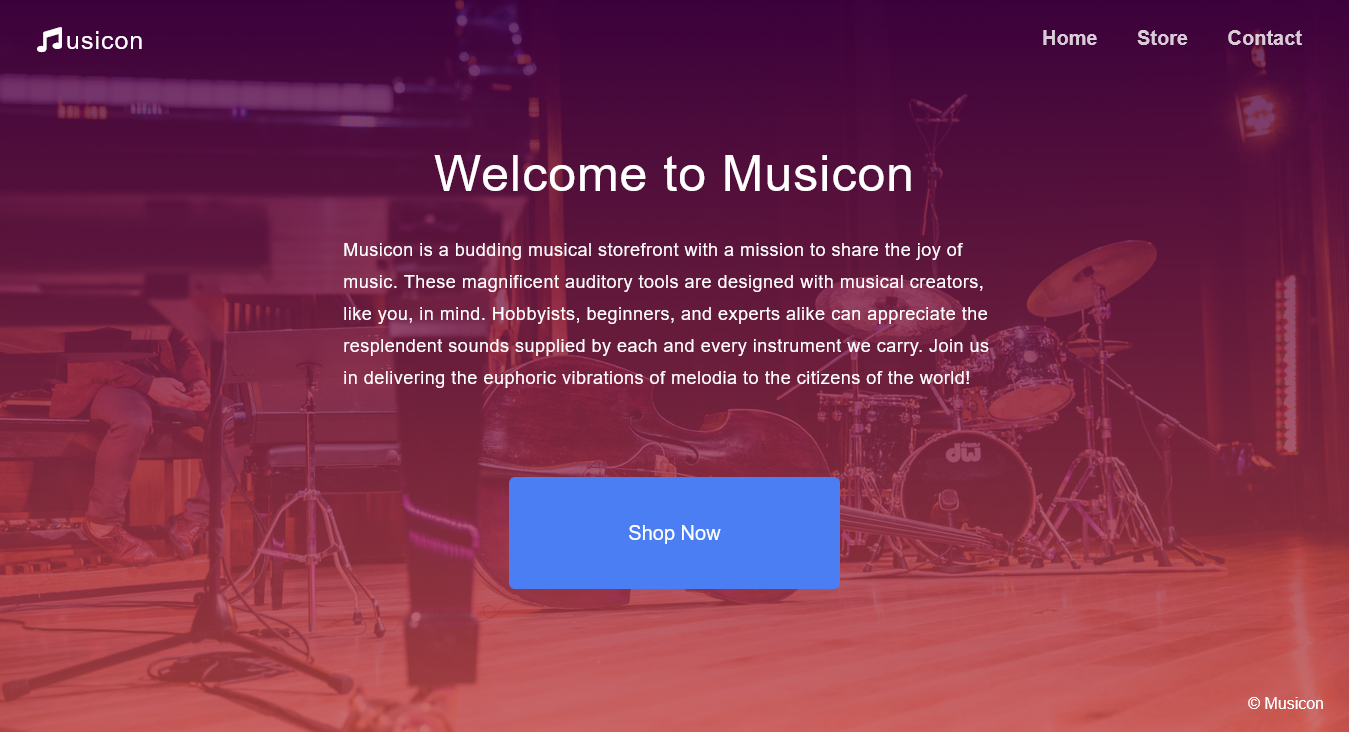 usicon
Home Store Contact
Welcome to Musicon
Musicon is a budding musical storefront with a mission to share the joy of
music. These magnificent auditory tools are designed with musical creators,
like you, in mind. Hobbyists, beginners, and experts alike can appreciate the
resplendent sounds supplied by each and every instrument we carry. Join us
in delivering the euphoric vibrations of melodia to the citizens of the world!
dw
Shop Now
© Musicon